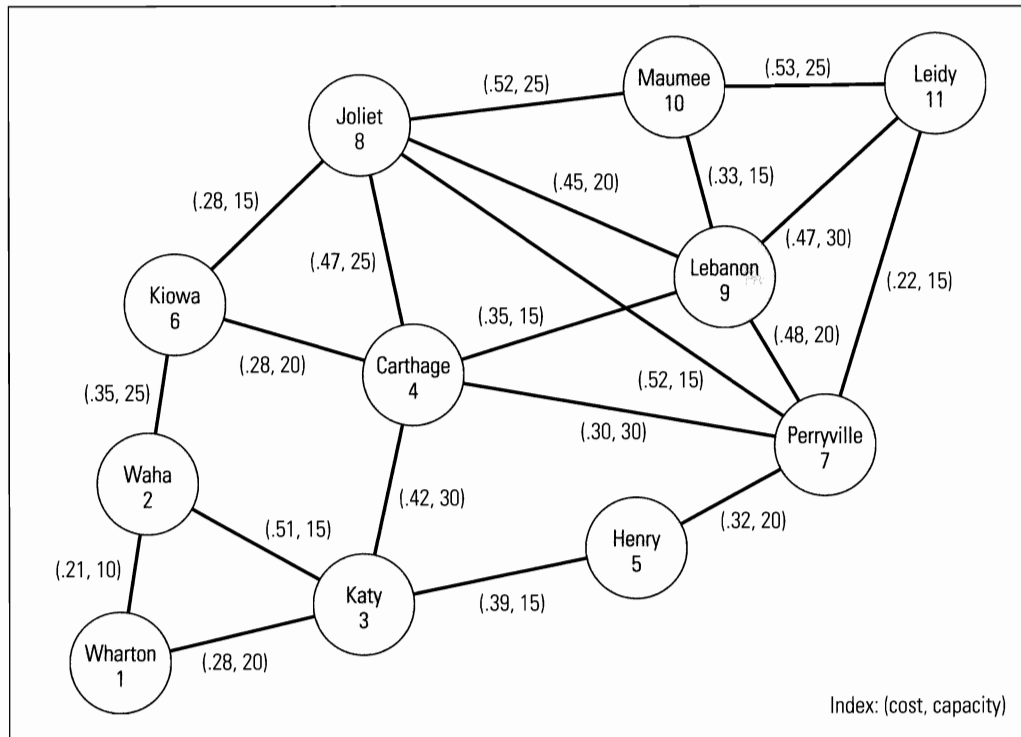 (.53, 25)
Maumee
10
Leidy
11
(.52, 25)
Joliet
8
(.33, 15)
(.45, 20)
(.28, 15)
(.47, 30)
(.47, 25)
Lebanon
9
(.22, 15)
Kiowa
6
(.35, 15)
(.48, 20)
(.28, 20)
Carthage
4
(.52, 15)
(.35, 25)
(.30, 30)
Perryville
7
Waha
2
(.42, 30)
(.51, 15)
(.32, 20)
Henry
5
(.21, 10)
Katy
3
(.39, 15)
Wharton
1
(.28, 20)
Index: (cost, capacity)